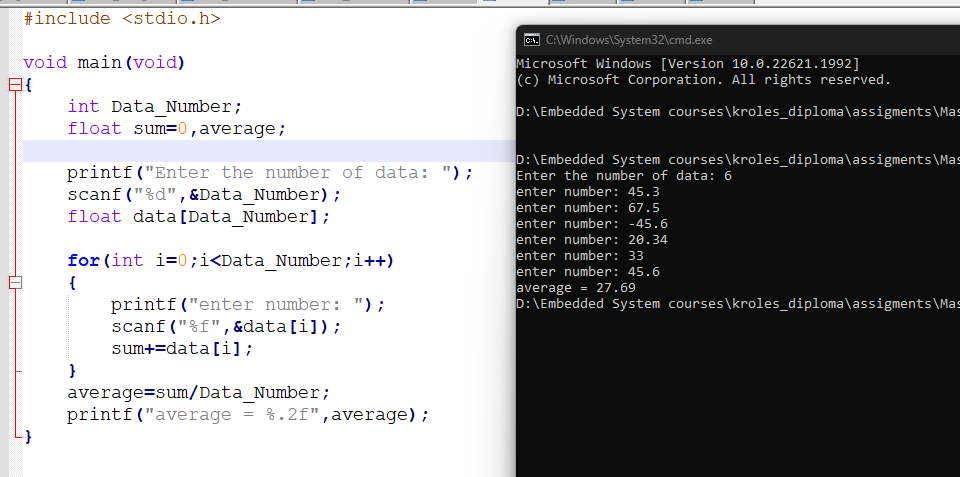 #include <stdio.h>
void main(void)
{
int Data_Number;
float sum=0,average;
printf("Enter the number of data: ");
scanf("%d",&Data_Number);
float data[Data_Number];
for(int i=0;i<Data_Number;i++)
{
printf("enter number: ");
scanf("%f",&data[i]);
sum+=data[i];
}
average=sum/Data_Number;
printf("average = %.2f",average);
}
C:\Windows\System32\cmd.exe
Microsoft Windows [Version 10.0.22621.1992]
(c) Microsoft Corporation. All rights reserved.
D:\Embedded System courses\kroles_diploma\assigments\Mas
D:\Embedded System courses\kroles_diploma\assigments\Mas
Enter the number of data: 6
enter number: 45.3
enter number: 67.5
enter number: -45.6
enter number: 20.34
enter number: 33
enter number: 45.6
average = 27.69
D:\Embedded System courses\kroles_diploma\assigments\Mas